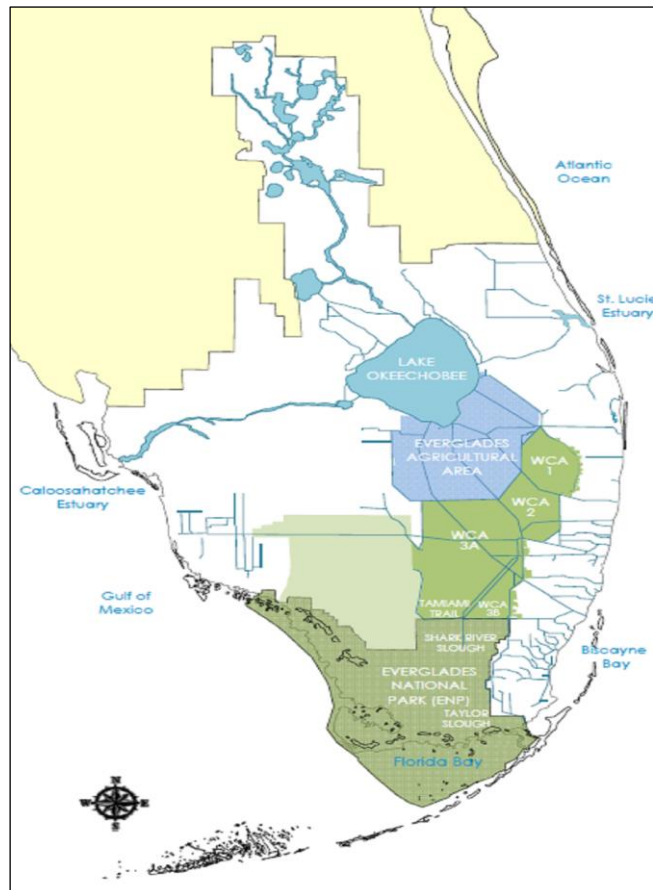 Atlantic
Ocean
St. Lucie
Estuary
LAKE
OKEECHOBEE
EVERGLADES
AGRICULTURAL
AREA
WCA
1
WCA
2
Caloosahatchee
Estuary
WCA
3A
Gulf of
Mexico
TAMIAMI
TRAIL
WCA
3B
SHARK RIVER
SLOUGH
Biscayne
Bay
EVERGLADES
NATIONAL
PARK (ENP)
TAYLOR
SLOUGH
Florida Bay
N
W
E
S